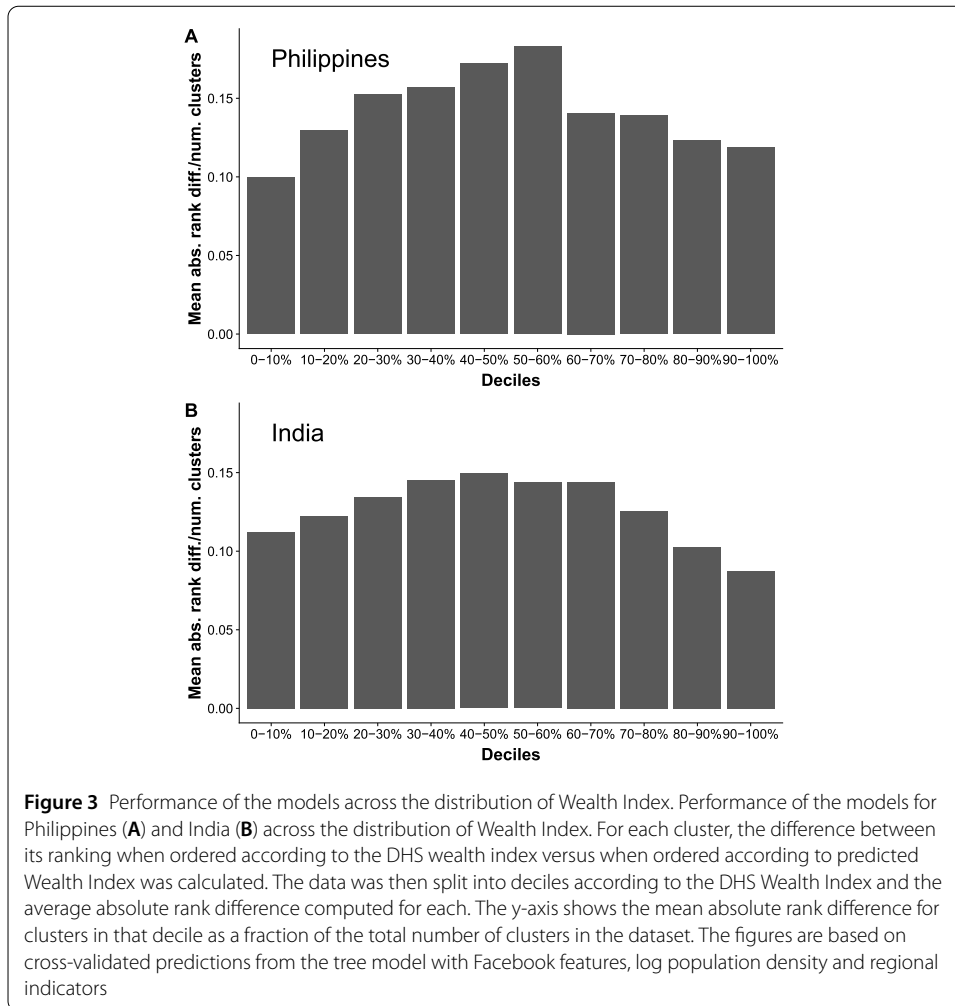 A
Philippines
Mean abs. rank diff./num. clusters
0.15
0.10
0.05
0.00
0−10% 10−20% 20−30% 30−40% 40−50% 50−60% 60−70% 70−80% 80−90% 90−100%
Deciles
B
India
Mean abs. rank diff./num. clusters
0.15
0.10
0.05
0.00
0−10% 10−20% 20−30% 30−40% 40−50% 50−60% 60−70% 70−80% 80−90% 90−100%
Deciles
Figure 3 Performance of the models across the distribution of Wealth Index. Performance of the models for
Philippines (A) and India (B) across the distribution of Wealth Index. For each cluster, the difference between
its ranking when ordered according to the DHS wealth index versus when ordered according to predicted
Wealth Index was calculated. The data was then split into deciles according to the DHS Wealth Index and the
average absolute rank difference computed for each. The y-axis shows the mean absolute rank difference for
clusters in that decile as a fraction of the total number of clusters in the dataset. The figures are based on
cross-validated predictions from the tree model with Facebook features, log population density and regional
indicators